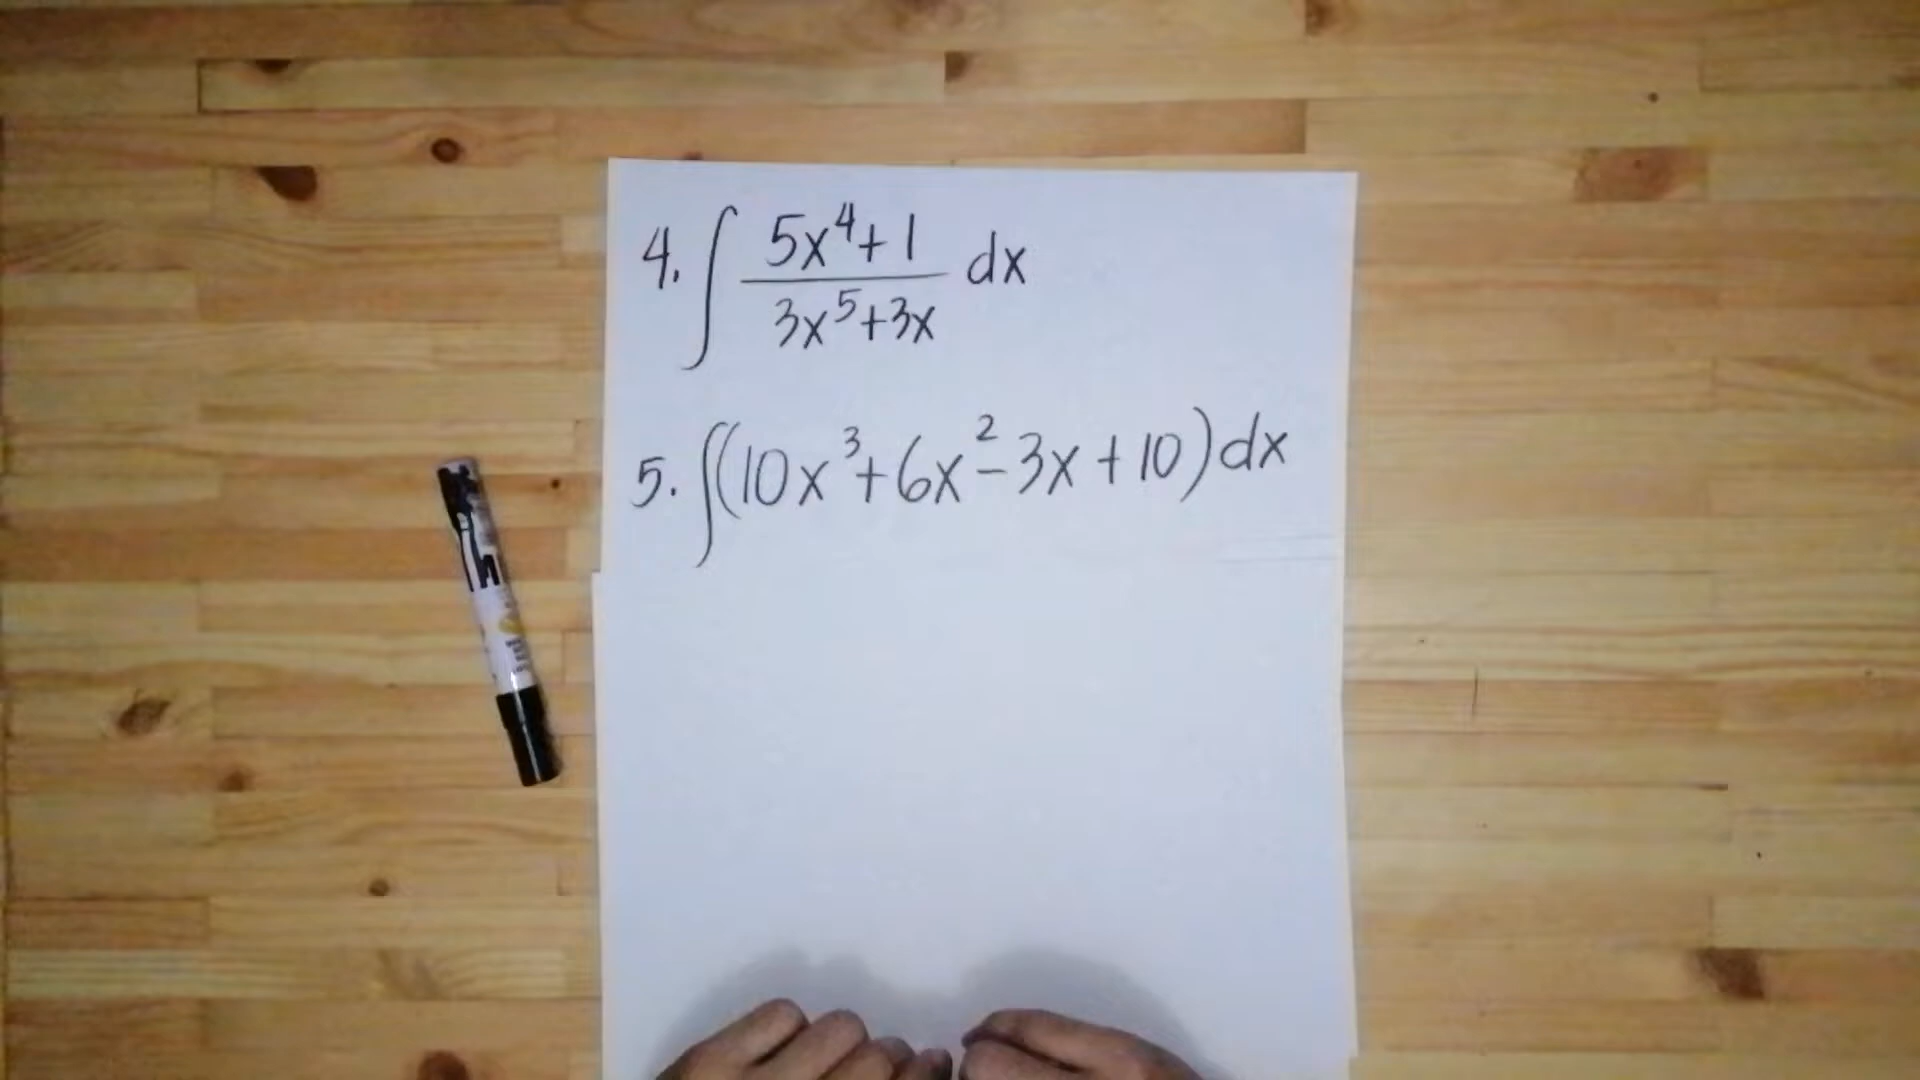 4. ∫ (5x⁴+1)/(3x⁵+3x) dx
5. ∫(10x³+6x²-3x+10)dx